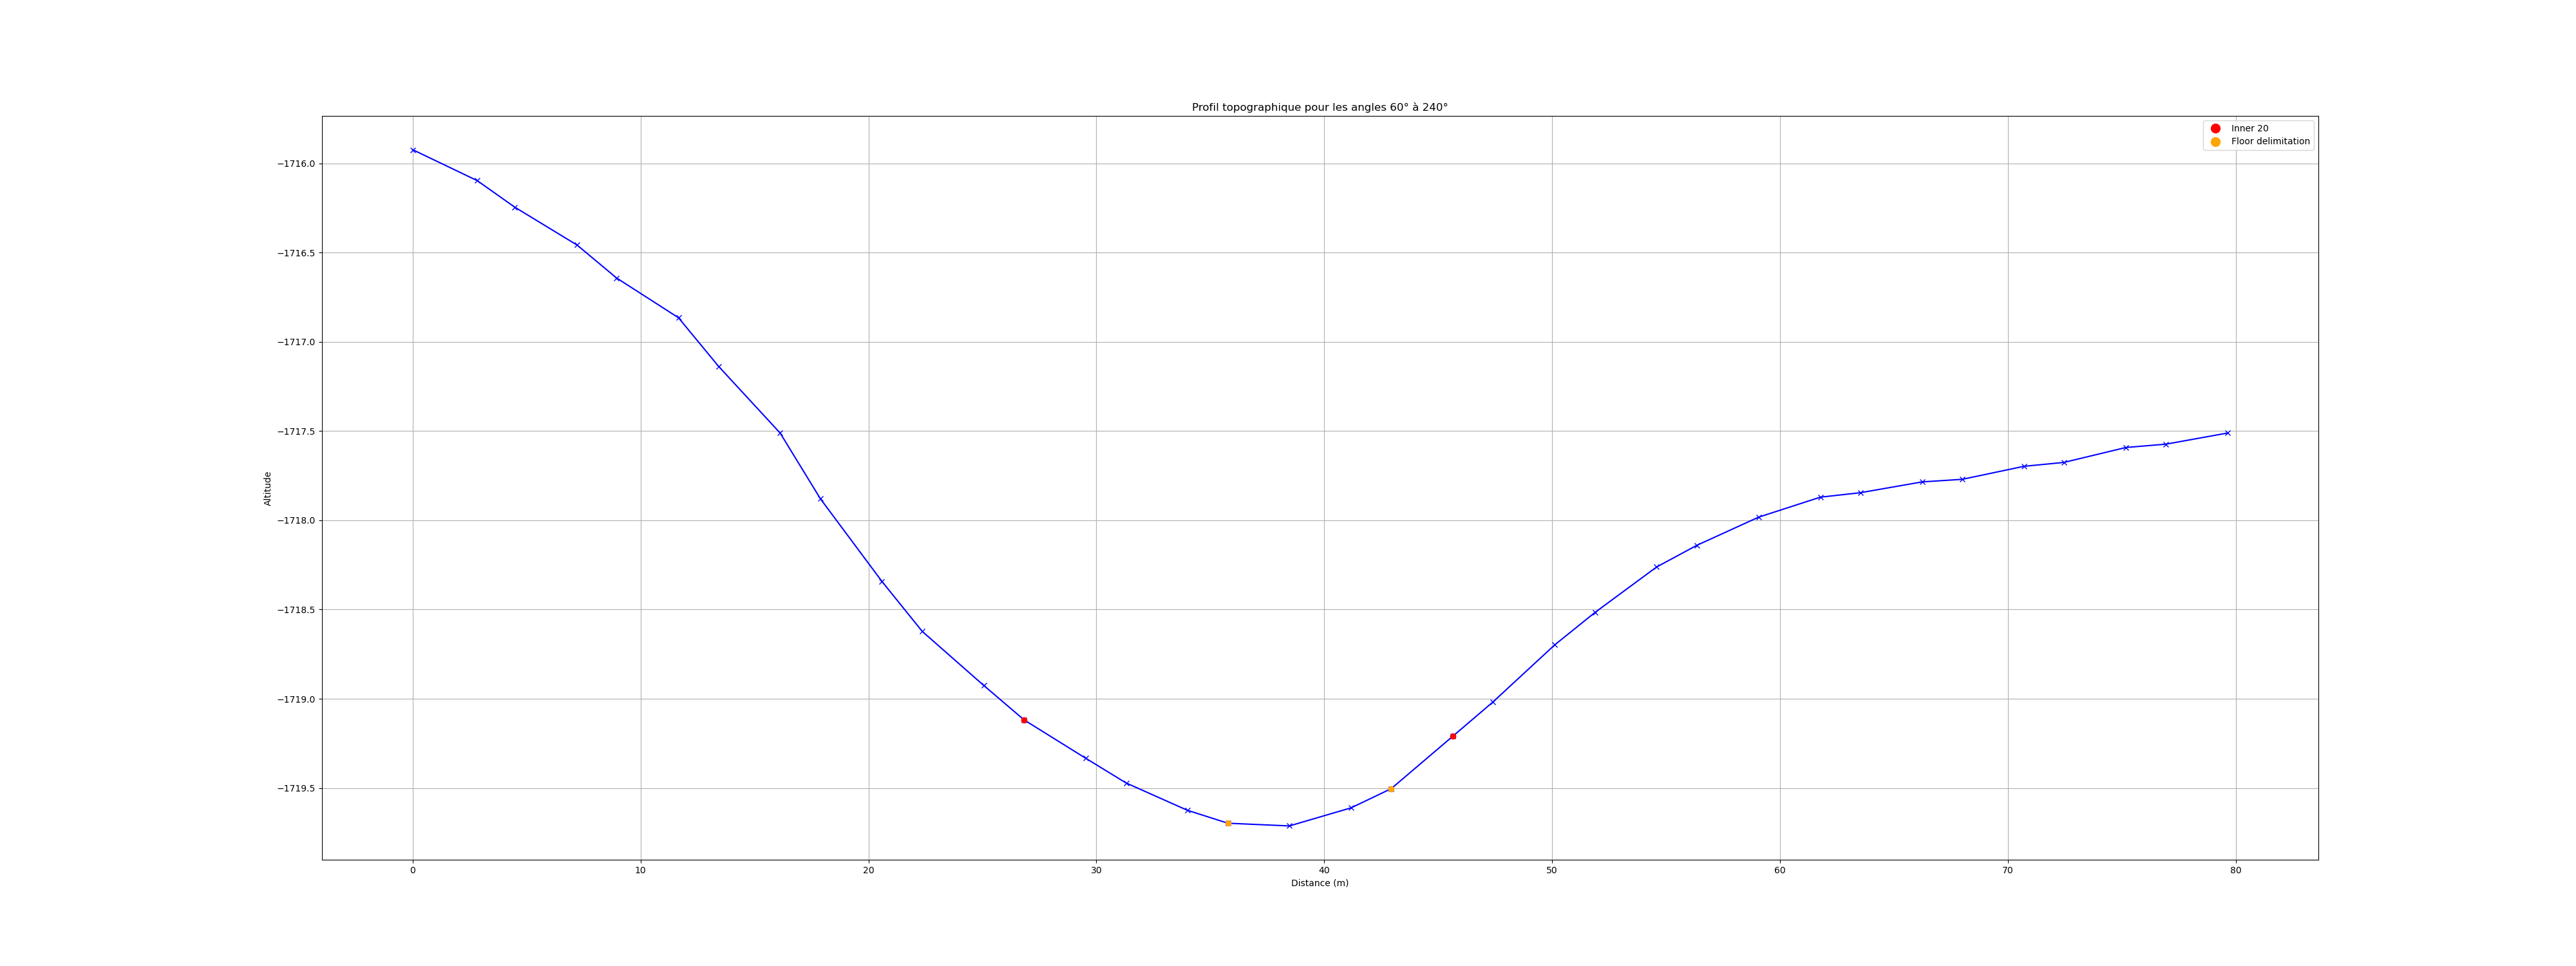 Profil topographique pour les angles 60° à 240°
Inner 20
Floor delimitation
Altitude
−1716.0
−1716.5
−1717.0
−1717.5
−1718.0
−1718.5
−1719.0
−1719.5
0 10 20 30 40 50 60 70 80
Distance (m)